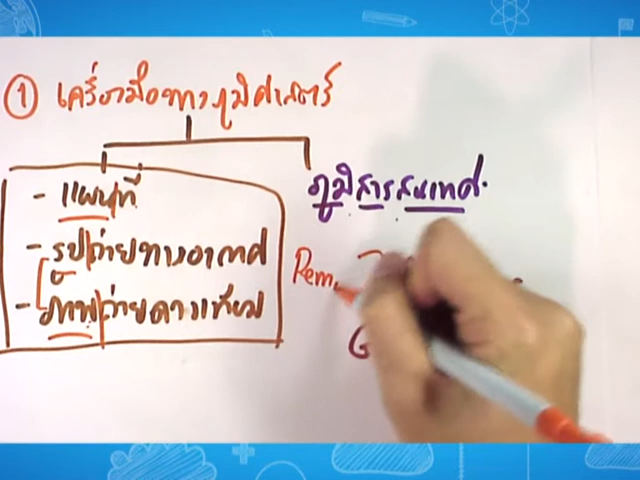 ① เครื่องมือทางภูมิศาสตร์
- แผนที่
ภูมิสารสนเทศ
- รูปถ่ายทางอากาศ
- ภาพถ่ายดาวเทียม
Rem
G